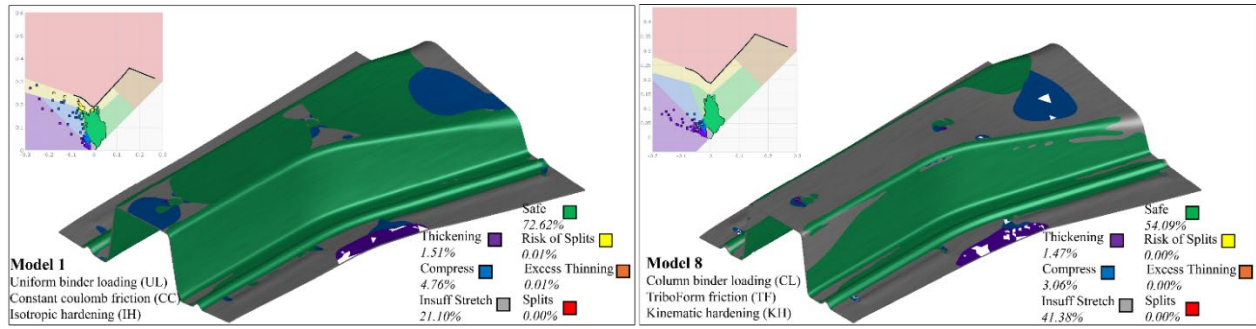 Safe
72.62%
Thickening
1.51%
Risk of Splits
0.01%
Compress
4.76%
Excess Thinning
0.01%
Insuff Stretch
21.10%
Splits
0.00%
Model 1
Uniform binder loading (UL)
Constant coulomb friction (CC)
Isotropic hardening (IH)
Safe
54.09%
Thickening
1.47%
Risk of Splits
0.00%
Compress
3.06%
Excess Thinning
0.00%
Insuff Stretch
41.38%
Splits
0.00%
Model 8
Column binder loading (CL)
TriboForm friction (TF)
Kinematic hardening (KH)